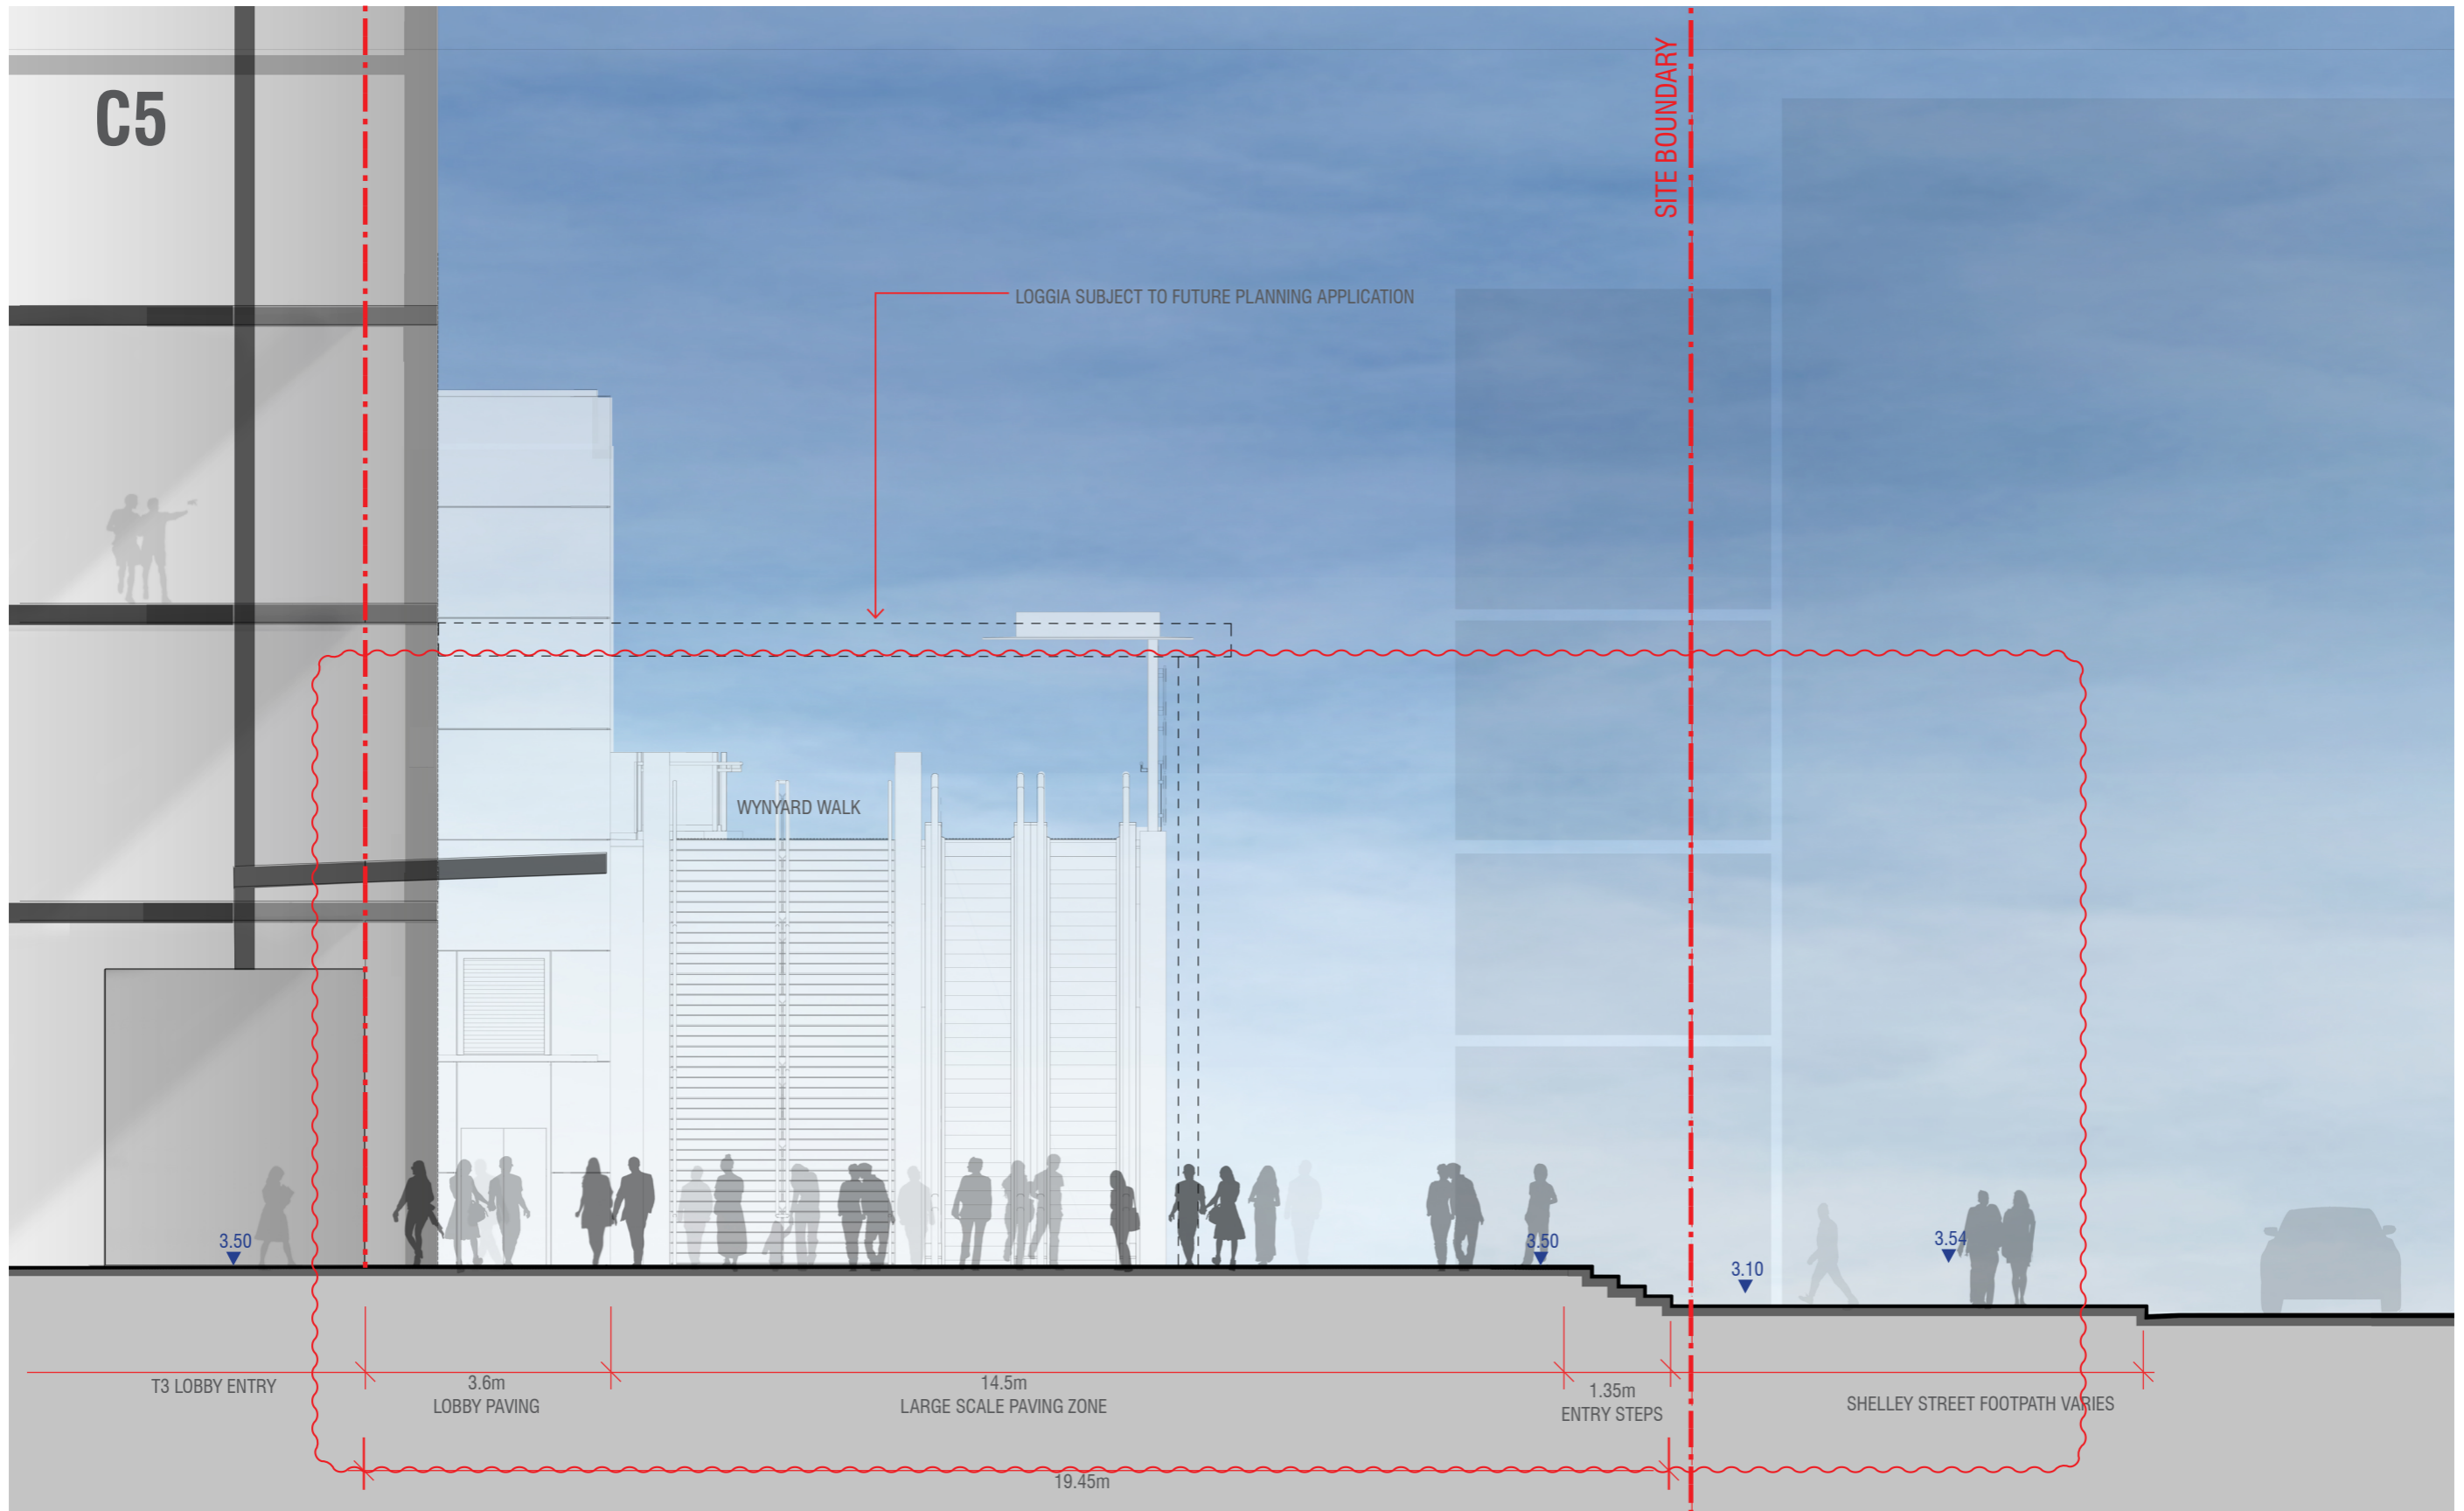 C5
SITE BOUNDARY
LOGGIA SUBJECT TO FUTURE PLANNING APPLICATION
WYNYARD WALK
3.50
3.50
3.10
3.54
T3 LOBBY ENTRY
3.6m
LOBBY PAVING
14.5m
LARGE SCALE PAVING ZONE
1.35m
ENTRY STEPS
SHELLEY STREET FOOTPATH VARIES
19.45m